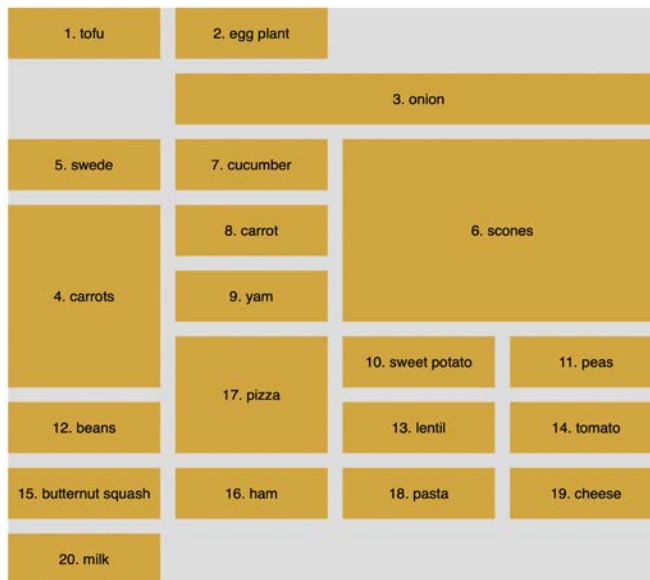 1. tofu
2. egg plant
3. onion
5. swede
7. cucumber
6. scones
8. carrot
4. carrots
9. yam
10. sweet potato
11. peas
17. pizza
12. beans
13. lentil
14. tomato
15. butternut squash
16. ham
18. pasta
19. cheese
20. milk